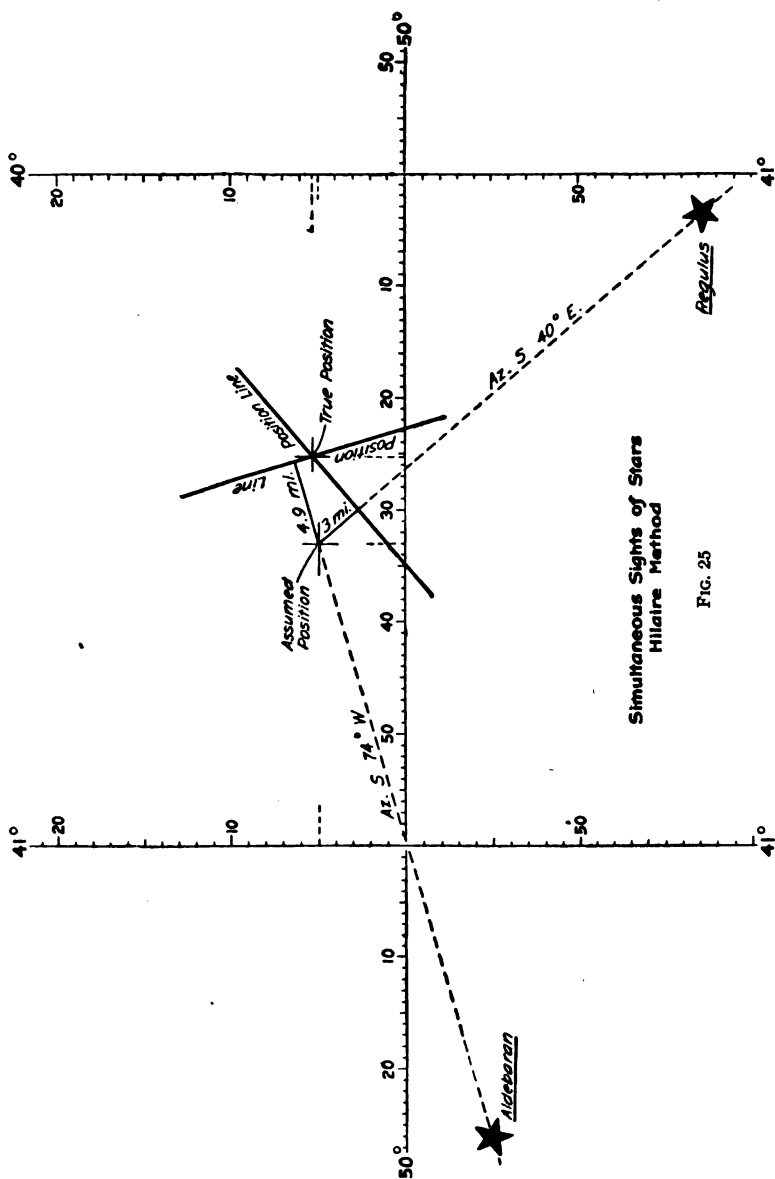 41°
40°
20
20
10
10
Position Line
True Position
Line
Position
4.9 mi.
3 mi.
Assumed
Position
Az. S 74° W
50°
20
10
50
40
30
20
10
50
50°
Az. S 40° E.
50
50
Aldebaran
Regulus
41°
41°
Simultaneous Sights of Stars
Hilaire Method
FIG. 25